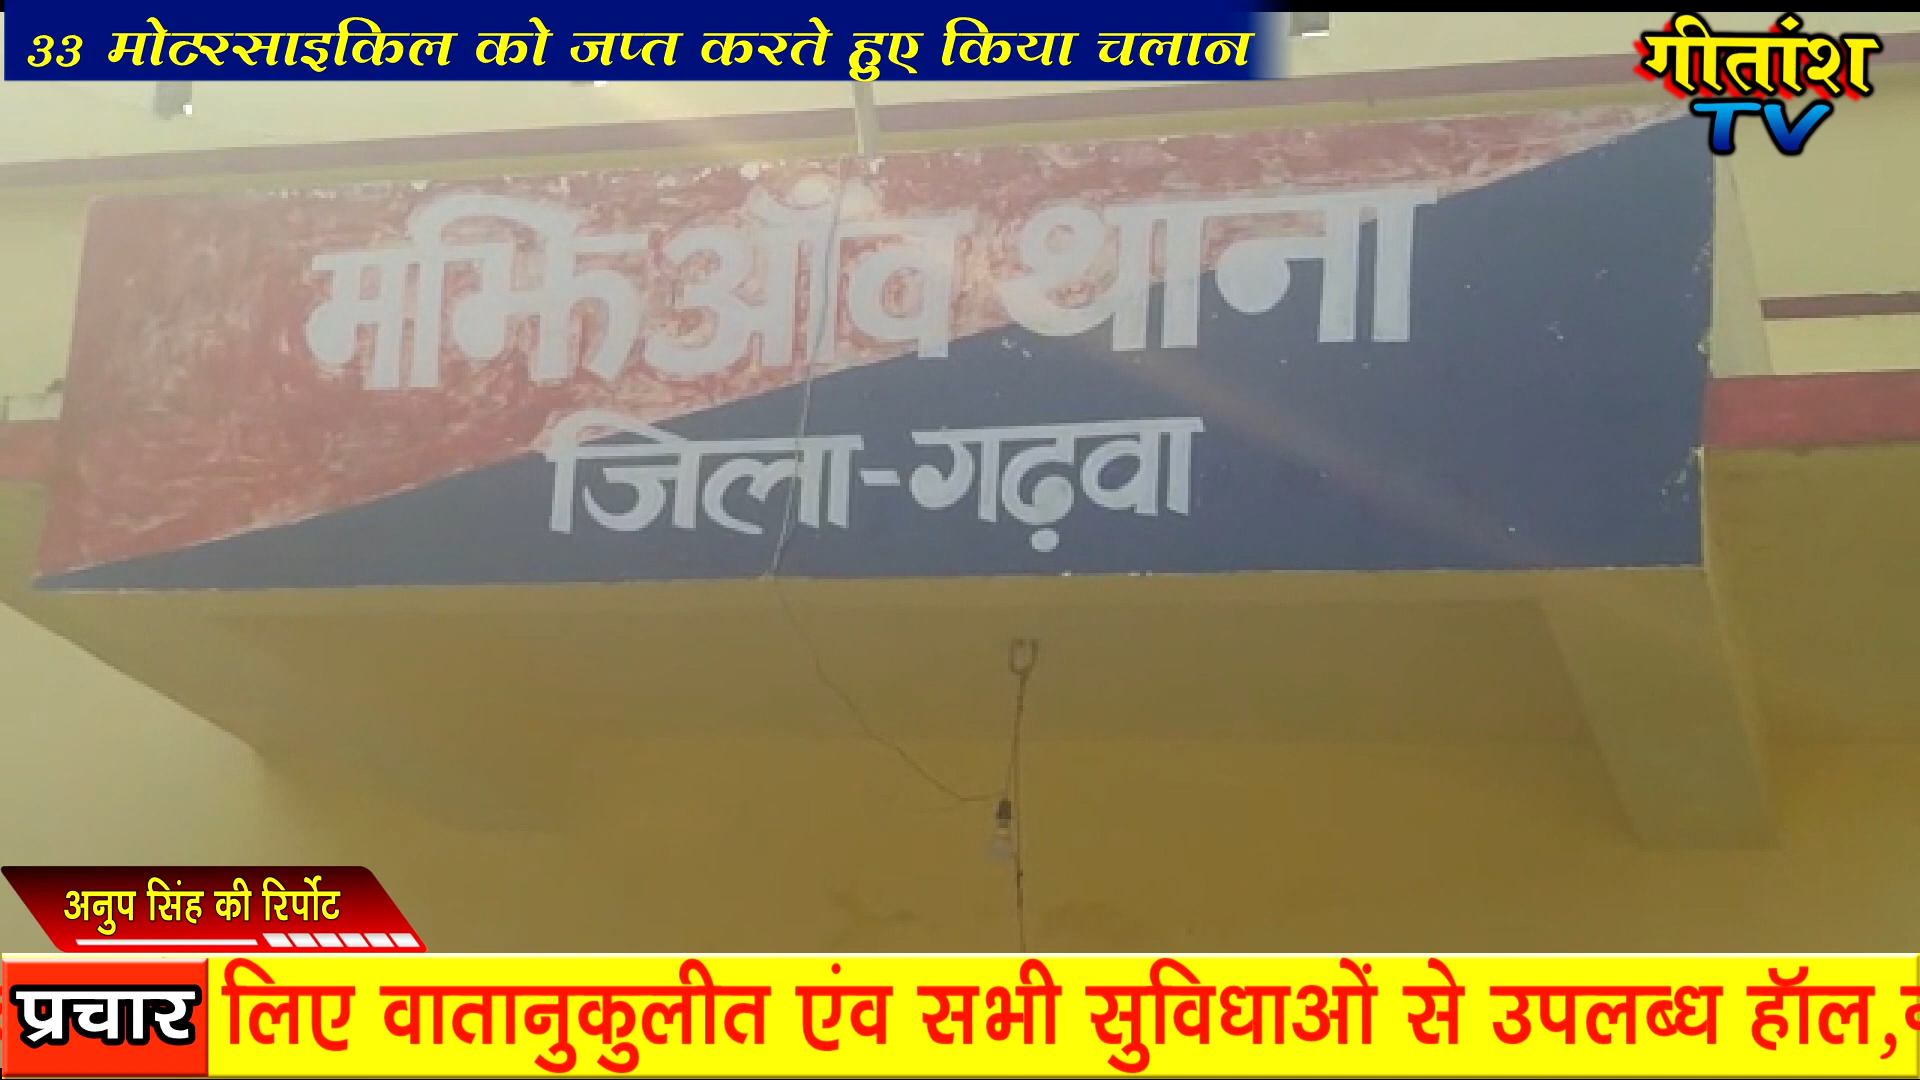 33 मोटरसाइकिल को जप्त करते हुए किया चलान
गीतांश
TV
मझिआँव थाना
जिला-गढ़वा
अनुप सिंह की रिर्पोट
प्रचार
लिए वातानुकुलीत एंव सभी सुविधाओं से उपलब्ध हॉल,